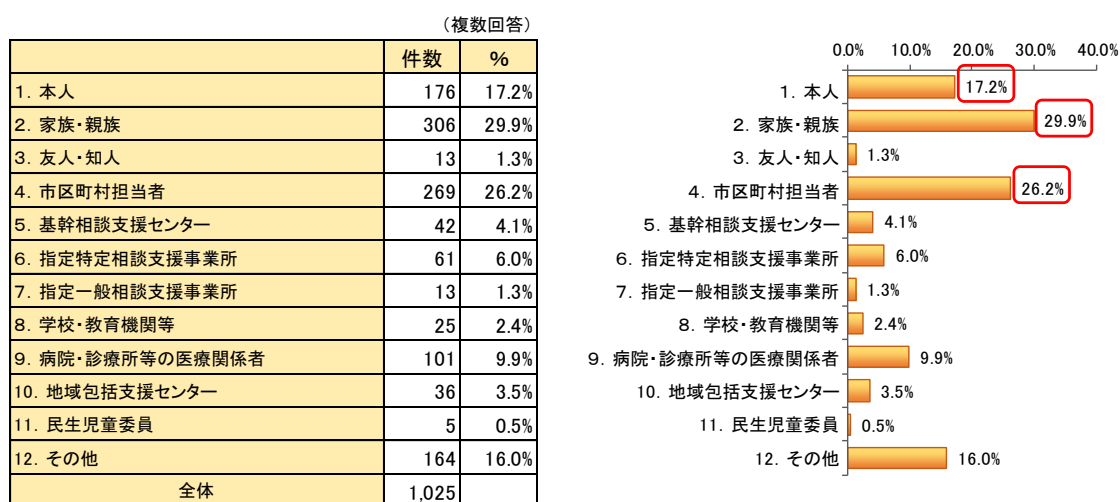 （複数回答）
件数 %
1. 本人 176 17.2%
2. 家族・親族 306 29.9%
3. 友人・知人 13 1.3%
4. 市区町村担当者 269 26.2%
5. 基幹相談支援センター 42 4.1%
6. 指定特定相談支援事業所 61 6.0%
7. 指定一般相談支援事業所 13 1.3%
8. 学校・教育機関等 25 2.4%
9. 病院・診療所等の医療関係者 101 9.9%
10. 地域包括支援センター 36 3.5%
11. 民生児童委員 5 0.5%
12. その他 164 16.0%
全体 1,025
0.0% 10.0% 20.0% 30.0% 40.0%
1. 本人 17.2%
2. 家族・親族 29.9%
3. 友人・知人 1.3%
4. 市区町村担当者 26.2%
5. 基幹相談支援センター 4.1%
6. 指定特定相談支援事業所 6.0%
7. 指定一般相談支援事業所 1.3%
8. 学校・教育機関等 2.4%
9. 病院・診療所等の医療関係者 9.9%
10. 地域包括支援センター 3.5%
11. 民生児童委員 0.5%
12. その他 16.0%